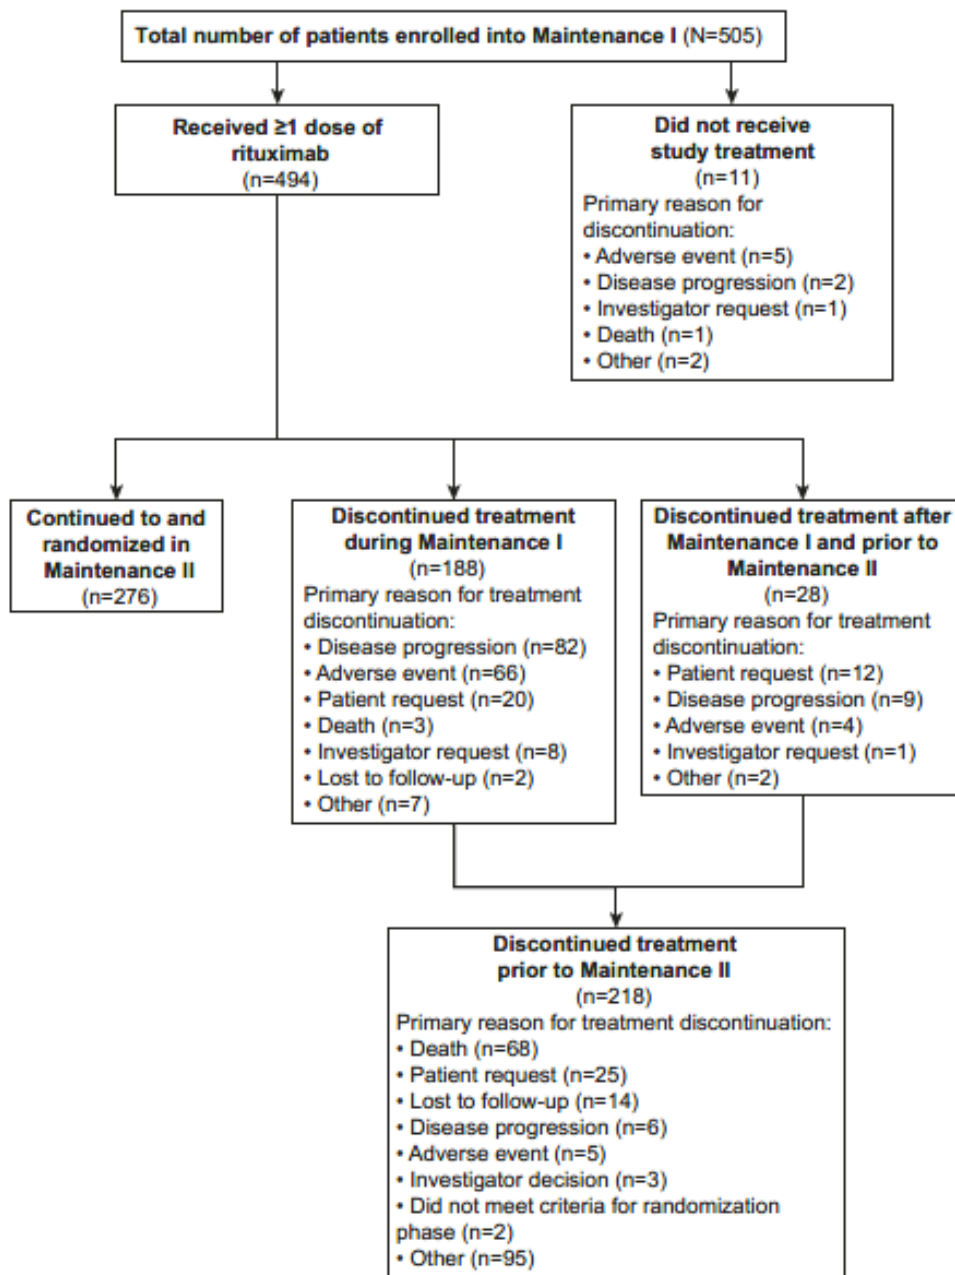 Total number of patients enrolled into Maintenance I (N=505)
Received ≥1 dose of
rituximab
(n=494)
Did not receive
study treatment
(n=11)
Primary reason for
discontinuation:
• Adverse event (n=5)
• Disease progression (n=2)
• Investigator request (n=1)
• Death (n=1)
• Other (n=2)
Continued to and
randomized in
Maintenance II
(n=276)
Discontinued treatment
during Maintenance I
(n=188)
Primary reason for treatment
discontinuation:
• Disease progression (n=82)
• Adverse event (n=66)
• Patient request (n=20)
• Death (n=3)
• Investigator request (n=8)
• Lost to follow-up (n=2)
• Other (n=7)
Discontinued treatment after
Maintenance I and prior to
Maintenance II
(n=28)
Primary reason for treatment
discontinuation:
• Patient request (n=12)
• Disease progression (n=9)
• Adverse event (n=4)
• Investigator request (n=1)
• Other (n=2)
Discontinued treatment
prior to Maintenance II
(n=218)
Primary reason for treatment discontinuation:
• Death (n=68)
• Patient request (n=25)
• Lost to follow-up (n=14)
• Disease progression (n=6)
• Adverse event (n=5)
• Investigator decision (n=3)
• Did not meet criteria for randomization
phase (n=2)
• Other (n=95)